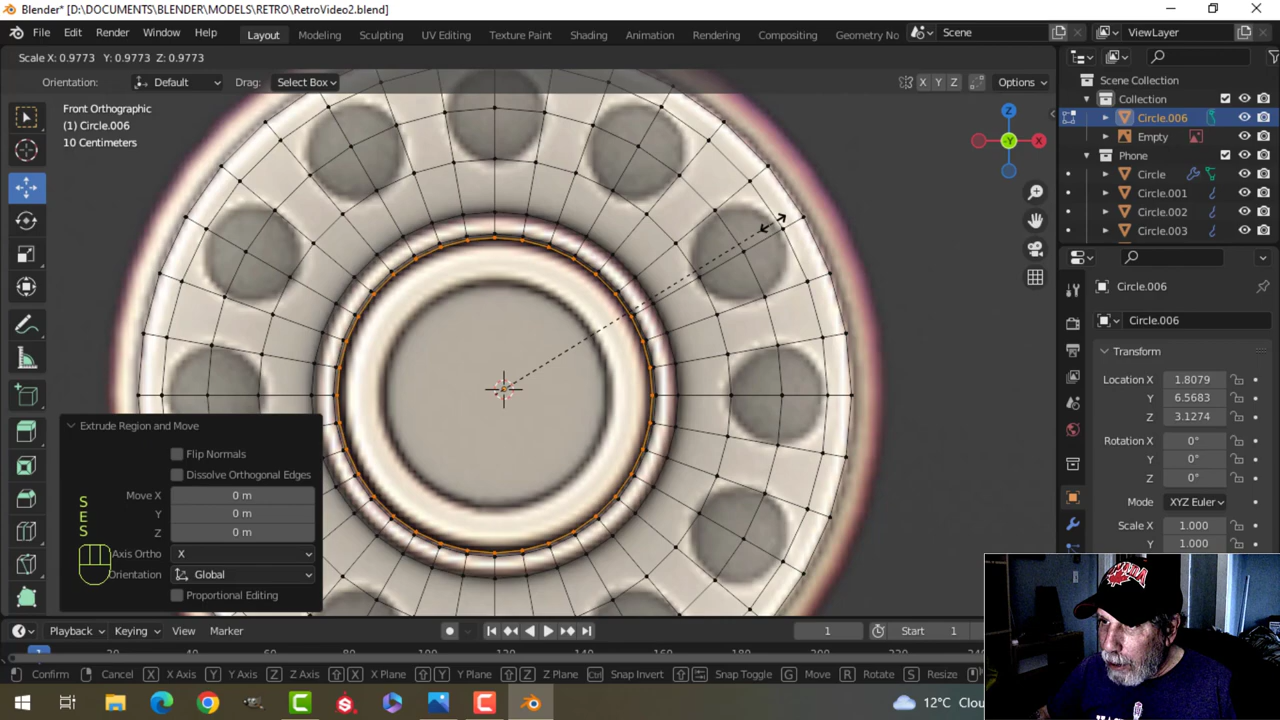 Blender* [D:\DOCUMENTS\BLENDER\MODELS\RETRO\RetroVideo2.blend]
File Edit Render Window Help Layout Modeling Sculpting UV Editing Texture Paint Shading Animation Rendering Compositing Geometry No Scene ViewLayer
Scale X: 0.9773 Y: 0.9773 Z: 0.9773
Orientation: Default Drag: Select Box X Y Z Options
Front Orthographic
(1) Circle.006
10 Centimeters
Z
-Y X
Scene Collection
Collection
Circle.006
Empty
Phone
Circle
Circle.001
Circle.002
Circle.003
Circle.006
Circle.006
Transform
Location X 1.8079
Y 6.5683
Z 3.1274
Rotation X 0°
Y 0°
Z 0°
Mode XYZ Euler
Scale X 1.000
Y 1.000
Extrude Region and Move
Flip Normals
Dissolve Orthogonal Edges
Move X 0 m
Y 0 m
Z 0 m
Axis Ortho X
Orientation Global
Proportional Editing
S
E
S
Playback Keying View Marker 1 Start 1
1
Confirm Cancel X X Axis Y Y Axis Z Z Axis X X Plane Y Y Plane Z Z Plane Ctrl Snap Invert Snap Toggle G Move R Rotate S Resize
12°C Clou